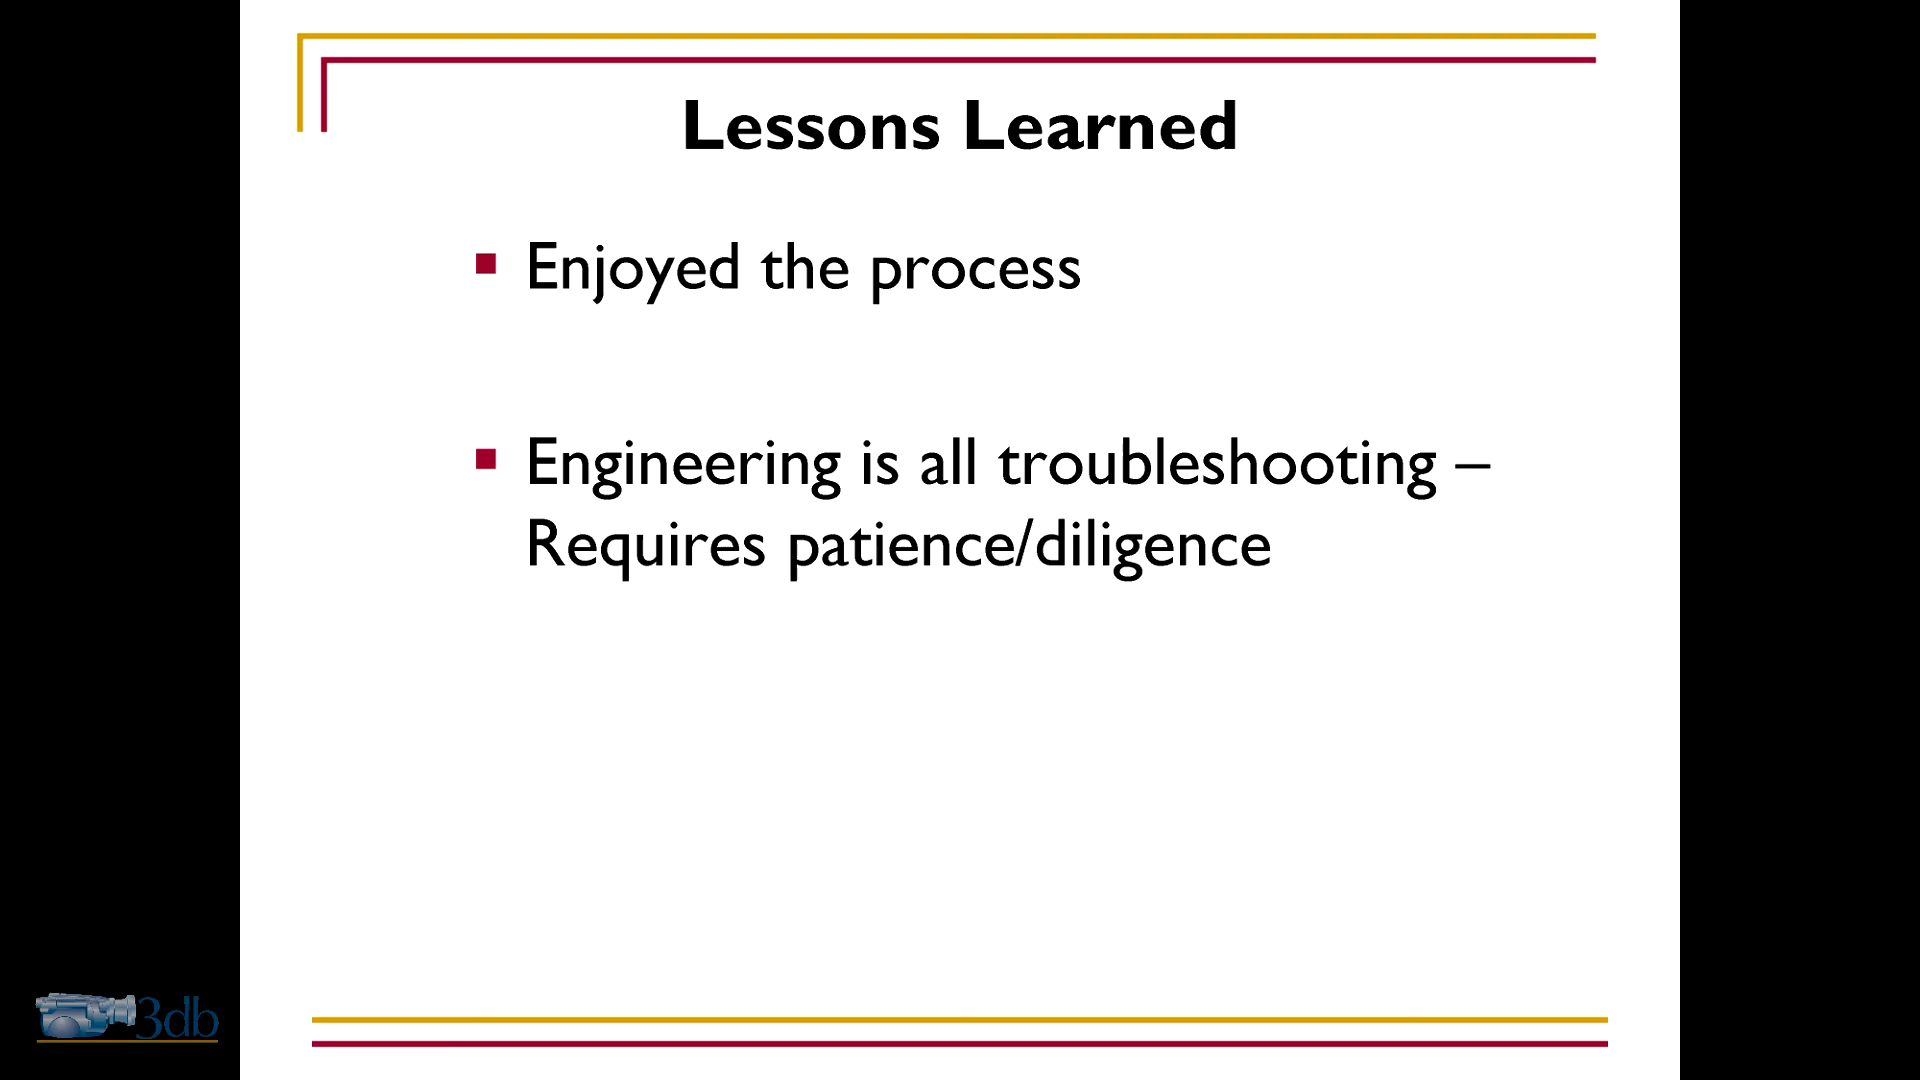 Lessons Learned
Enjoyed the process
Engineering is all troubleshooting –
Requires patience/diligence
3db